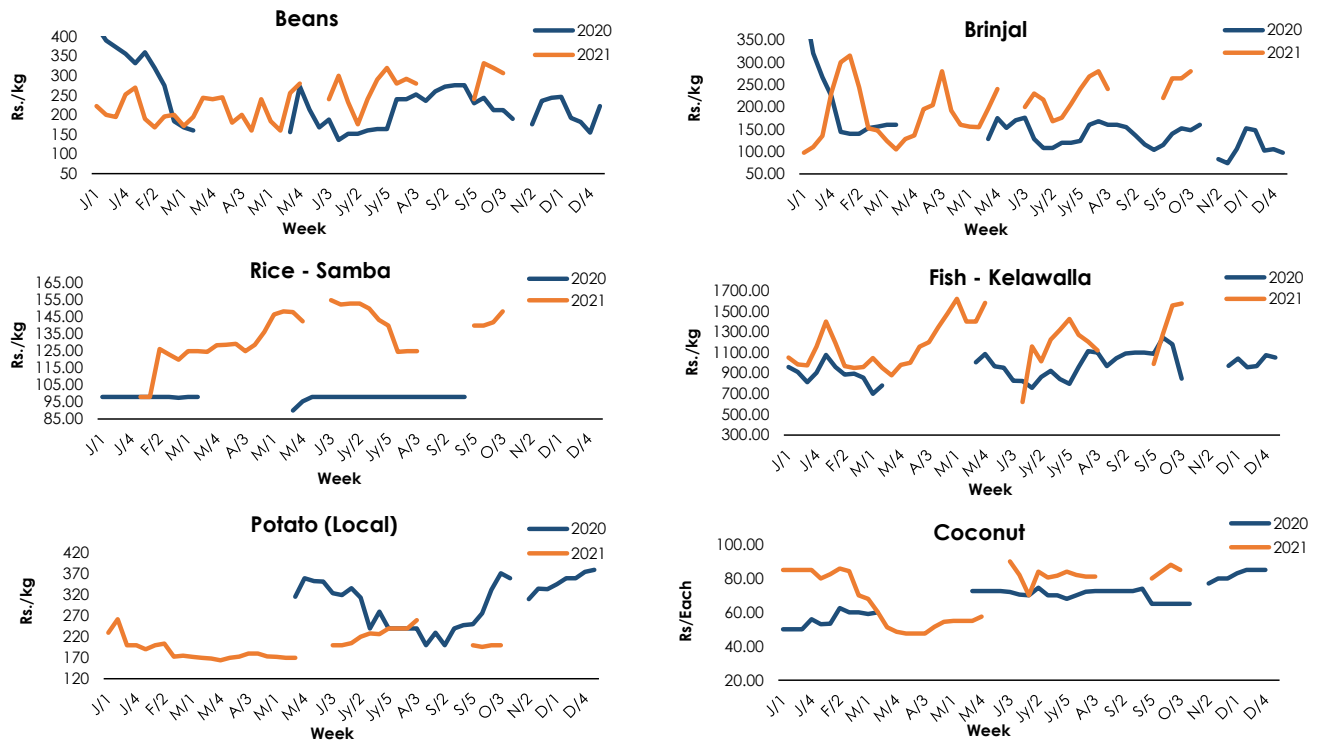 Beans
2020
2021
Rs./kg
400
350
300
250
200
150
100
50
J/1
J/4
F/2
M/1
M/4
A/3
M/1
M/4
J/3
Jy/2
Jy/5
A/3
S/2
S/5
O/3
N/2
D/1
D/4
Week
Brinjal
2020
2021
Rs./kg
350.00
300.00
250.00
200.00
150.00
100.00
50.00
J/1
J/4
F/2
M/1
M/4
A/3
M/1
M/4
J/3
Jy/2
Jy/5
A/3
S/2
S/5
O/3
N/2
D/1
D/4
Week
Rice - Samba
2020
2021
Rs./kg
165.00
155.00
145.00
135.00
125.00
115.00
105.00
95.00
85.00
J/1
J/4
F/2
M/1
M/4
A/3
M/1
M/4
J/3
Jy/2
Jy/5
A/3
S/2
S/5
O/3
N/2
D/1
D/4
Week
Fish - Kelawalla
2020
2021
Rs./kg
1700.00
1500.00
1300.00
1100.00
900.00
700.00
500.00
300.00
J/1
J/4
F/2
M/1
M/4
A/3
M/1
M/4
J/3
Jy/2
Jy/5
A/3
S/2
S/5
O/3
N/2
D/1
D/4
Week
Potato (Local)
2020
2021
Rs./kg
420
370
320
270
220
170
120
J/1
J/4
F/2
M/1
M/4
A/3
M/1
M/4
J/3
Jy/2
Jy/5
A/3
S/2
S/5
O/3
N/2
D/1
D/4
Week
Coconut
2020
2021
Rs/Each
100.00
80.00
60.00
40.00
20.00
J/1
J/4
F/2
M/1
M/4
A/3
M/1
M/4
J/3
Jy/2
Jy/5
A/3
S/2
S/5
O/3
N/2
D/1
D/4
Week